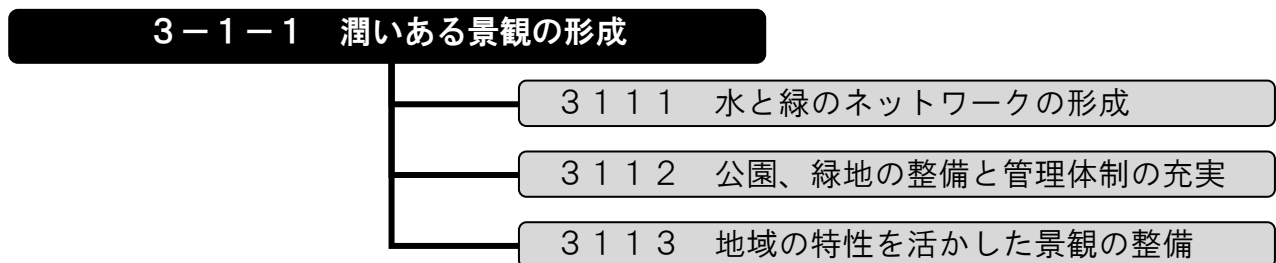 ３－１－１　潤いある景観の形成
３１１１　水と緑のネットワークの形成
３１１２　公園、緑地の整備と管理体制の充実
３１１３　地域の特性を活かした景観の整備